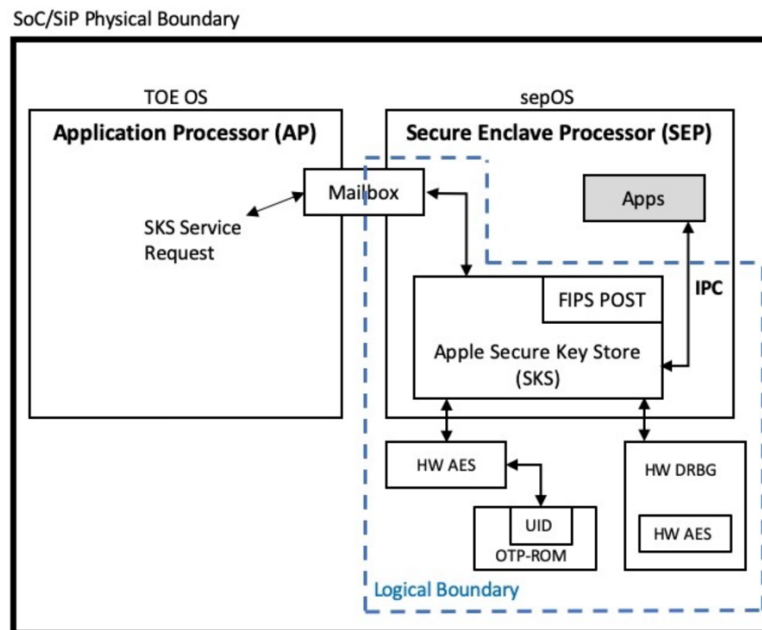 SoC/SiP Physical Boundary
TOE OS
Application Processor (AP)
sepOS
Secure Enclave Processor (SEP)
Mailbox
SKS Service
Request
Apps
IPC
FIPS POST
Apple Secure Key Store
(SKS)
HW AES
UID
OTP-ROM
HW DRBG
HW AES
Logical Boundary